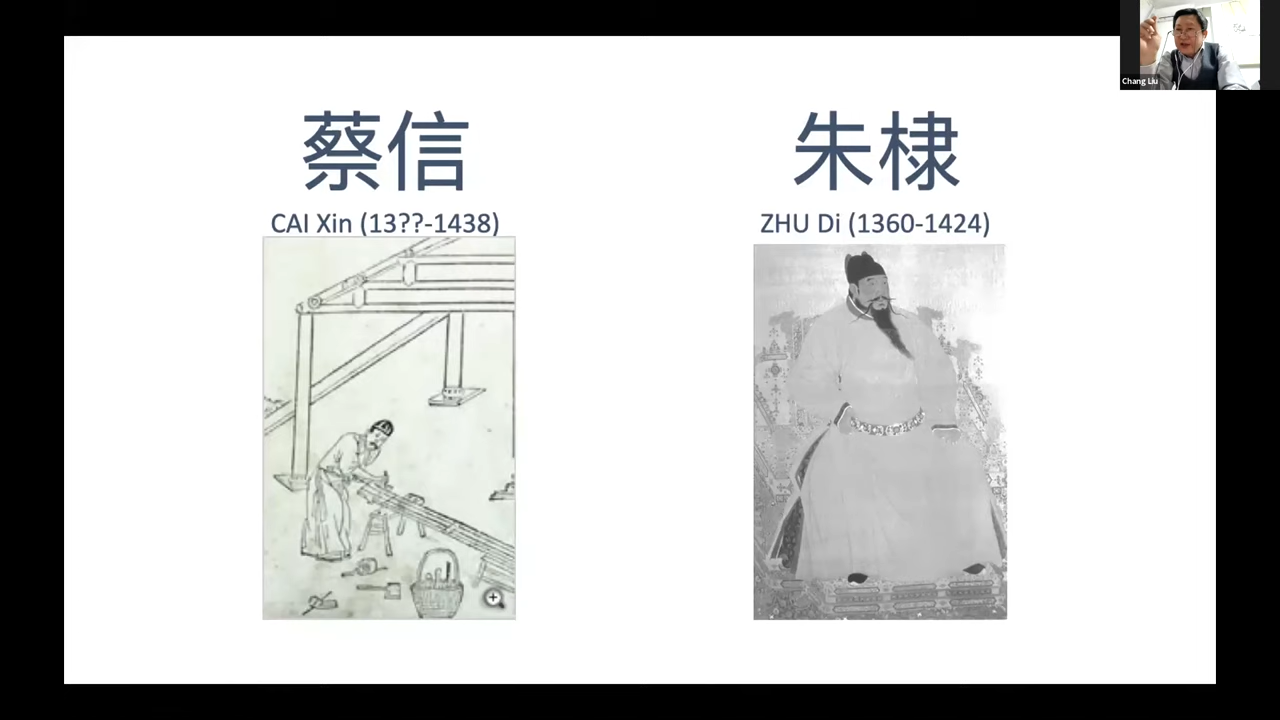 蔡信
CAI Xin (13??-1438)
朱棣
ZHU Di (1360-1424)
Chang Liu